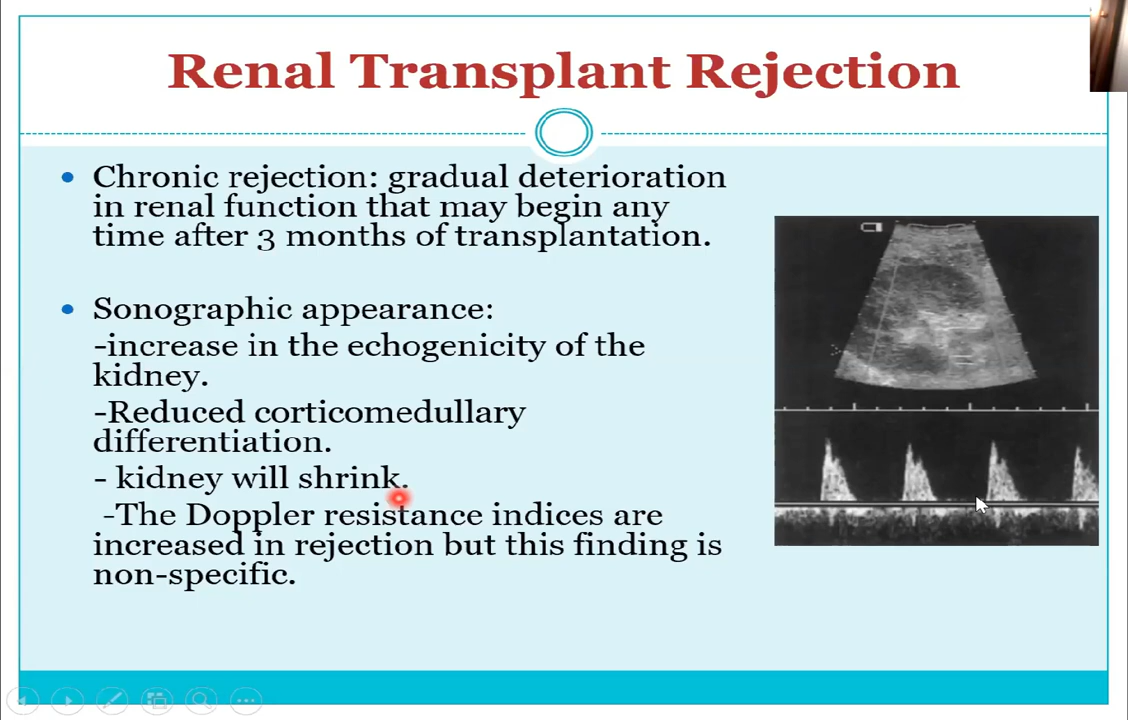 Renal Transplant Rejection
• Chronic rejection: gradual deterioration
in renal function that may begin any
time after 3 months of transplantation.
• Sonographic appearance:
-increase in the echogenicity of the
kidney.
-Reduced corticomedullary
differentiation.
- kidney will shrink.
-The Doppler resistance indices are
increased in rejection but this finding is
non-specific.